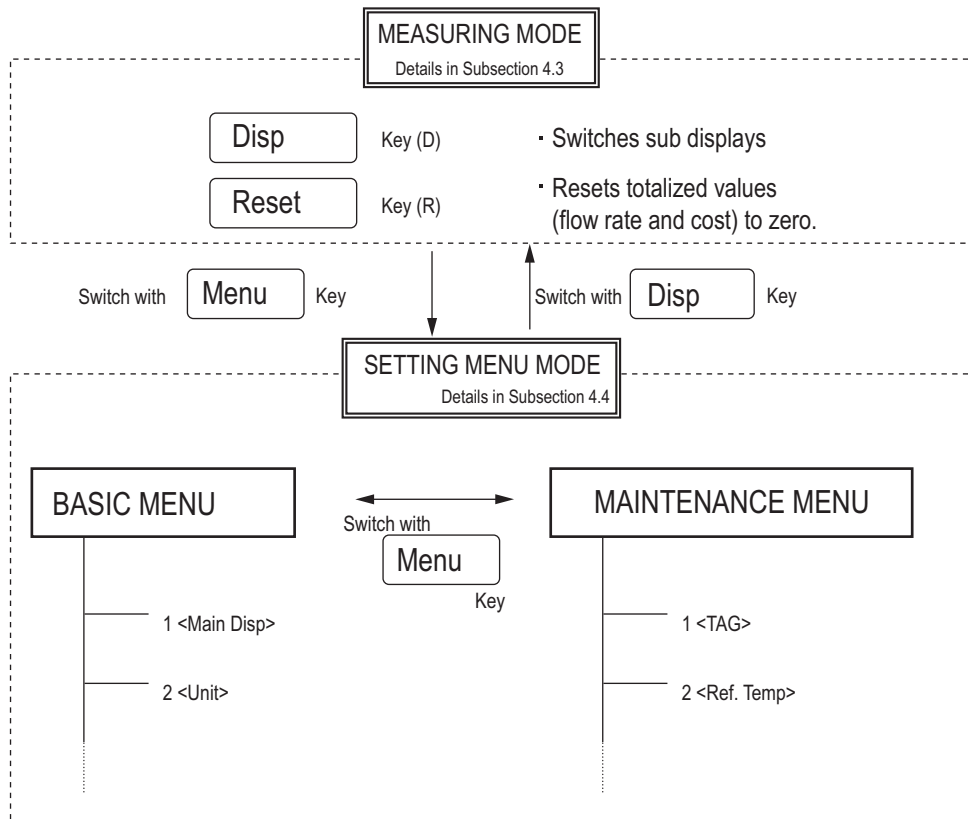 MEASURING MODE
Details in Subsection 4.3
Disp Key (D) · Switches sub displays
Reset Key (R) · Resets totalized values
(flow rate and cost) to zero.
Switch with Menu Key
Switch with Disp Key
SETTING MENU MODE
Details in Subsection 4.4
BASIC MENU
Switch with
Menu
Key
MAINTENANCE MENU
1 <Main Disp>
2 <Unit>
1 <TAG>
2 <Ref. Temp>